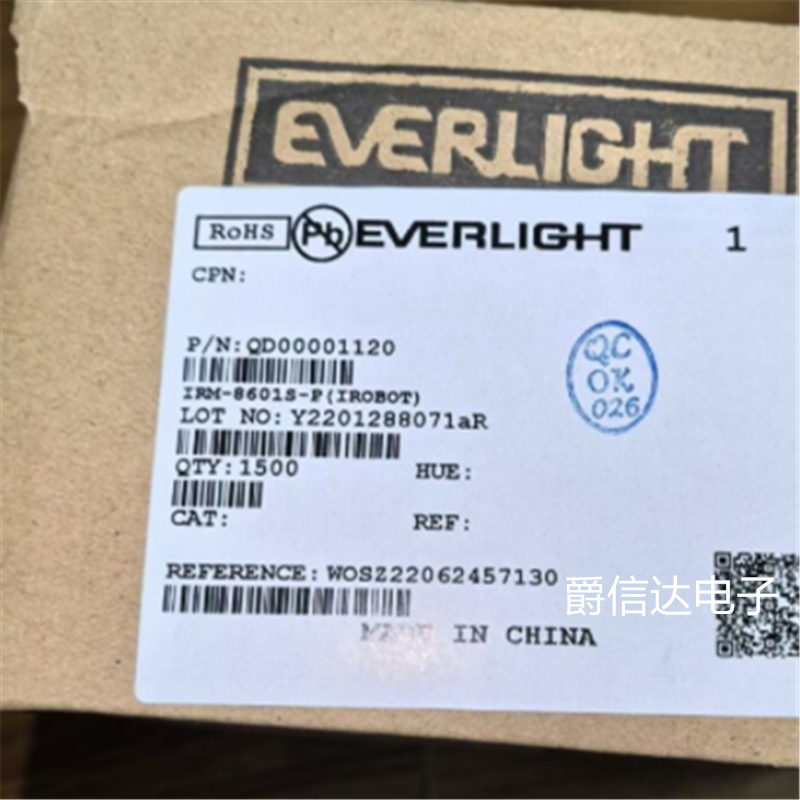 EVERLIGHT
RoHS Pb EVERLIGHT 1
CPN:
P/N:QD00001120
IRM-8601S-P(IROBOT)
LOT NO:Y2201288071aR
QTY:1500 HUE:
CAT: REF:
REFERENCE:WOSZ22062457130
MADE IN CHINA
QC
OK
026
爵信达电子